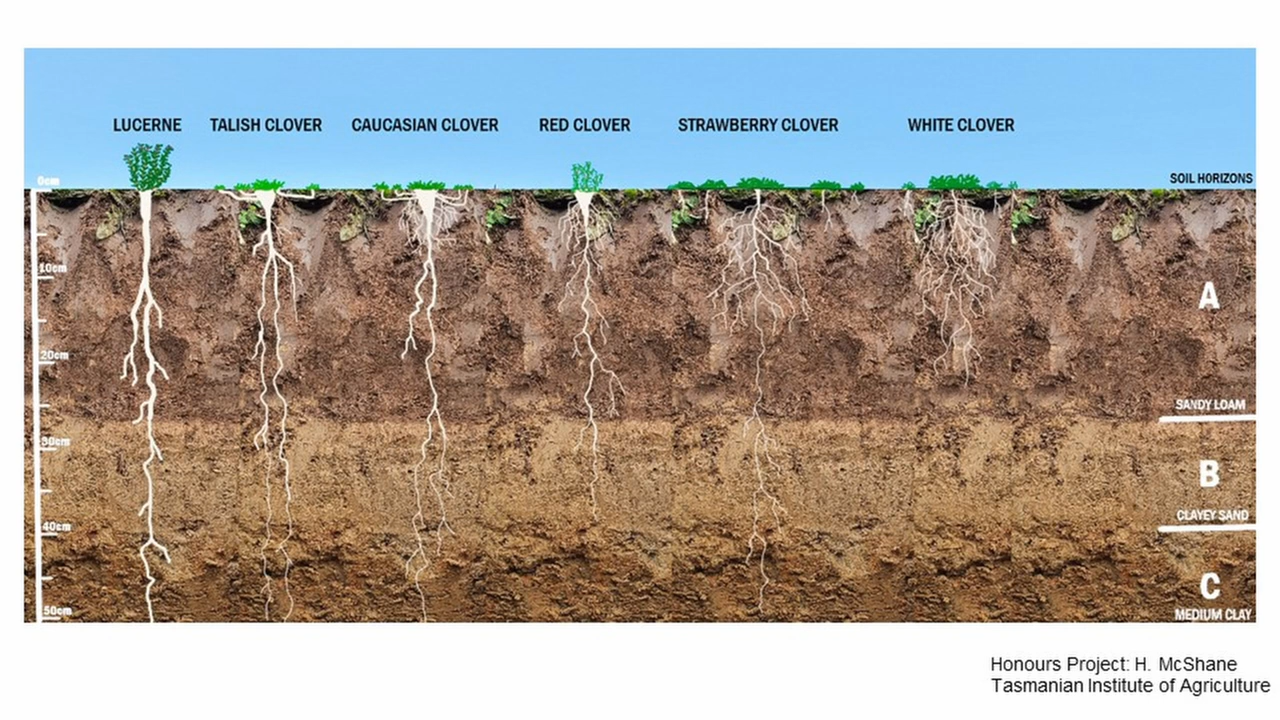 LUCERNE
TALISH CLOVER
CAUCASIAN CLOVER
RED CLOVER
STRAWBERRY CLOVER
WHITE CLOVER
0cm
SOIL HORIZONS
10cm
A
20cm
SANDY LOAM
30cm
B
CLAYEY SAND
40cm
C
50cm
MEDIUM CLAY
Honours Project: H. McShane
Tasmanian Institute of Agriculture